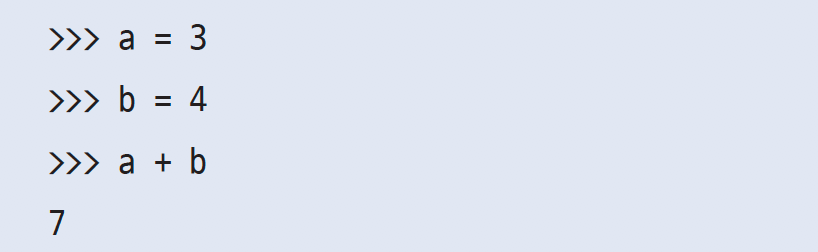 >>> a = 3
>>> b = 4
>>> a + b
7